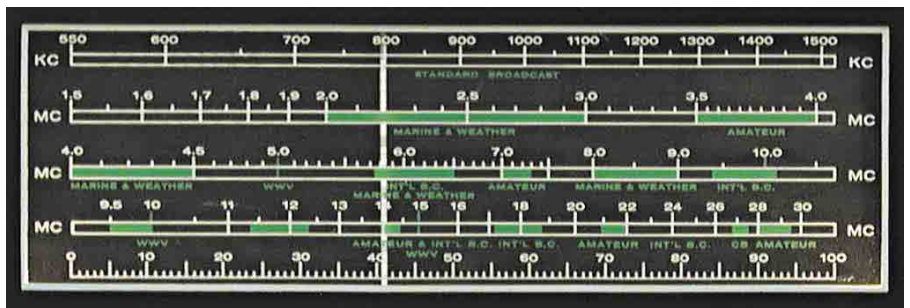 550 600 700 800 900 1000 1100 1200 1300 1400 1500
KC KC
STANDARD BROADCAST
1.5 1.6 1.7 1.8 1.9 2.0 2.5 3.0 3.5 4.0
MC MC
MARINE & WEATHER AMATEUR
4.0 4.5 5.0 6.0 7.0 8.0 9.0 10.0
MC MC
MARINE & WEATHER WWV INT'L B.C. AMATEUR MARINE & WEATHER INT'L B.C.
MARINE & WEATHER
9.5 10 11 12 13 14 15 16 18 20 22 24 26 28 30
MC MC
WWV AMATEUR & INT'L B.C. INT'L B.C. AMATEUR INT'L B.C. CB AMATEUR
WWV
0 10 20 30 40 50 60 70 80 90 100